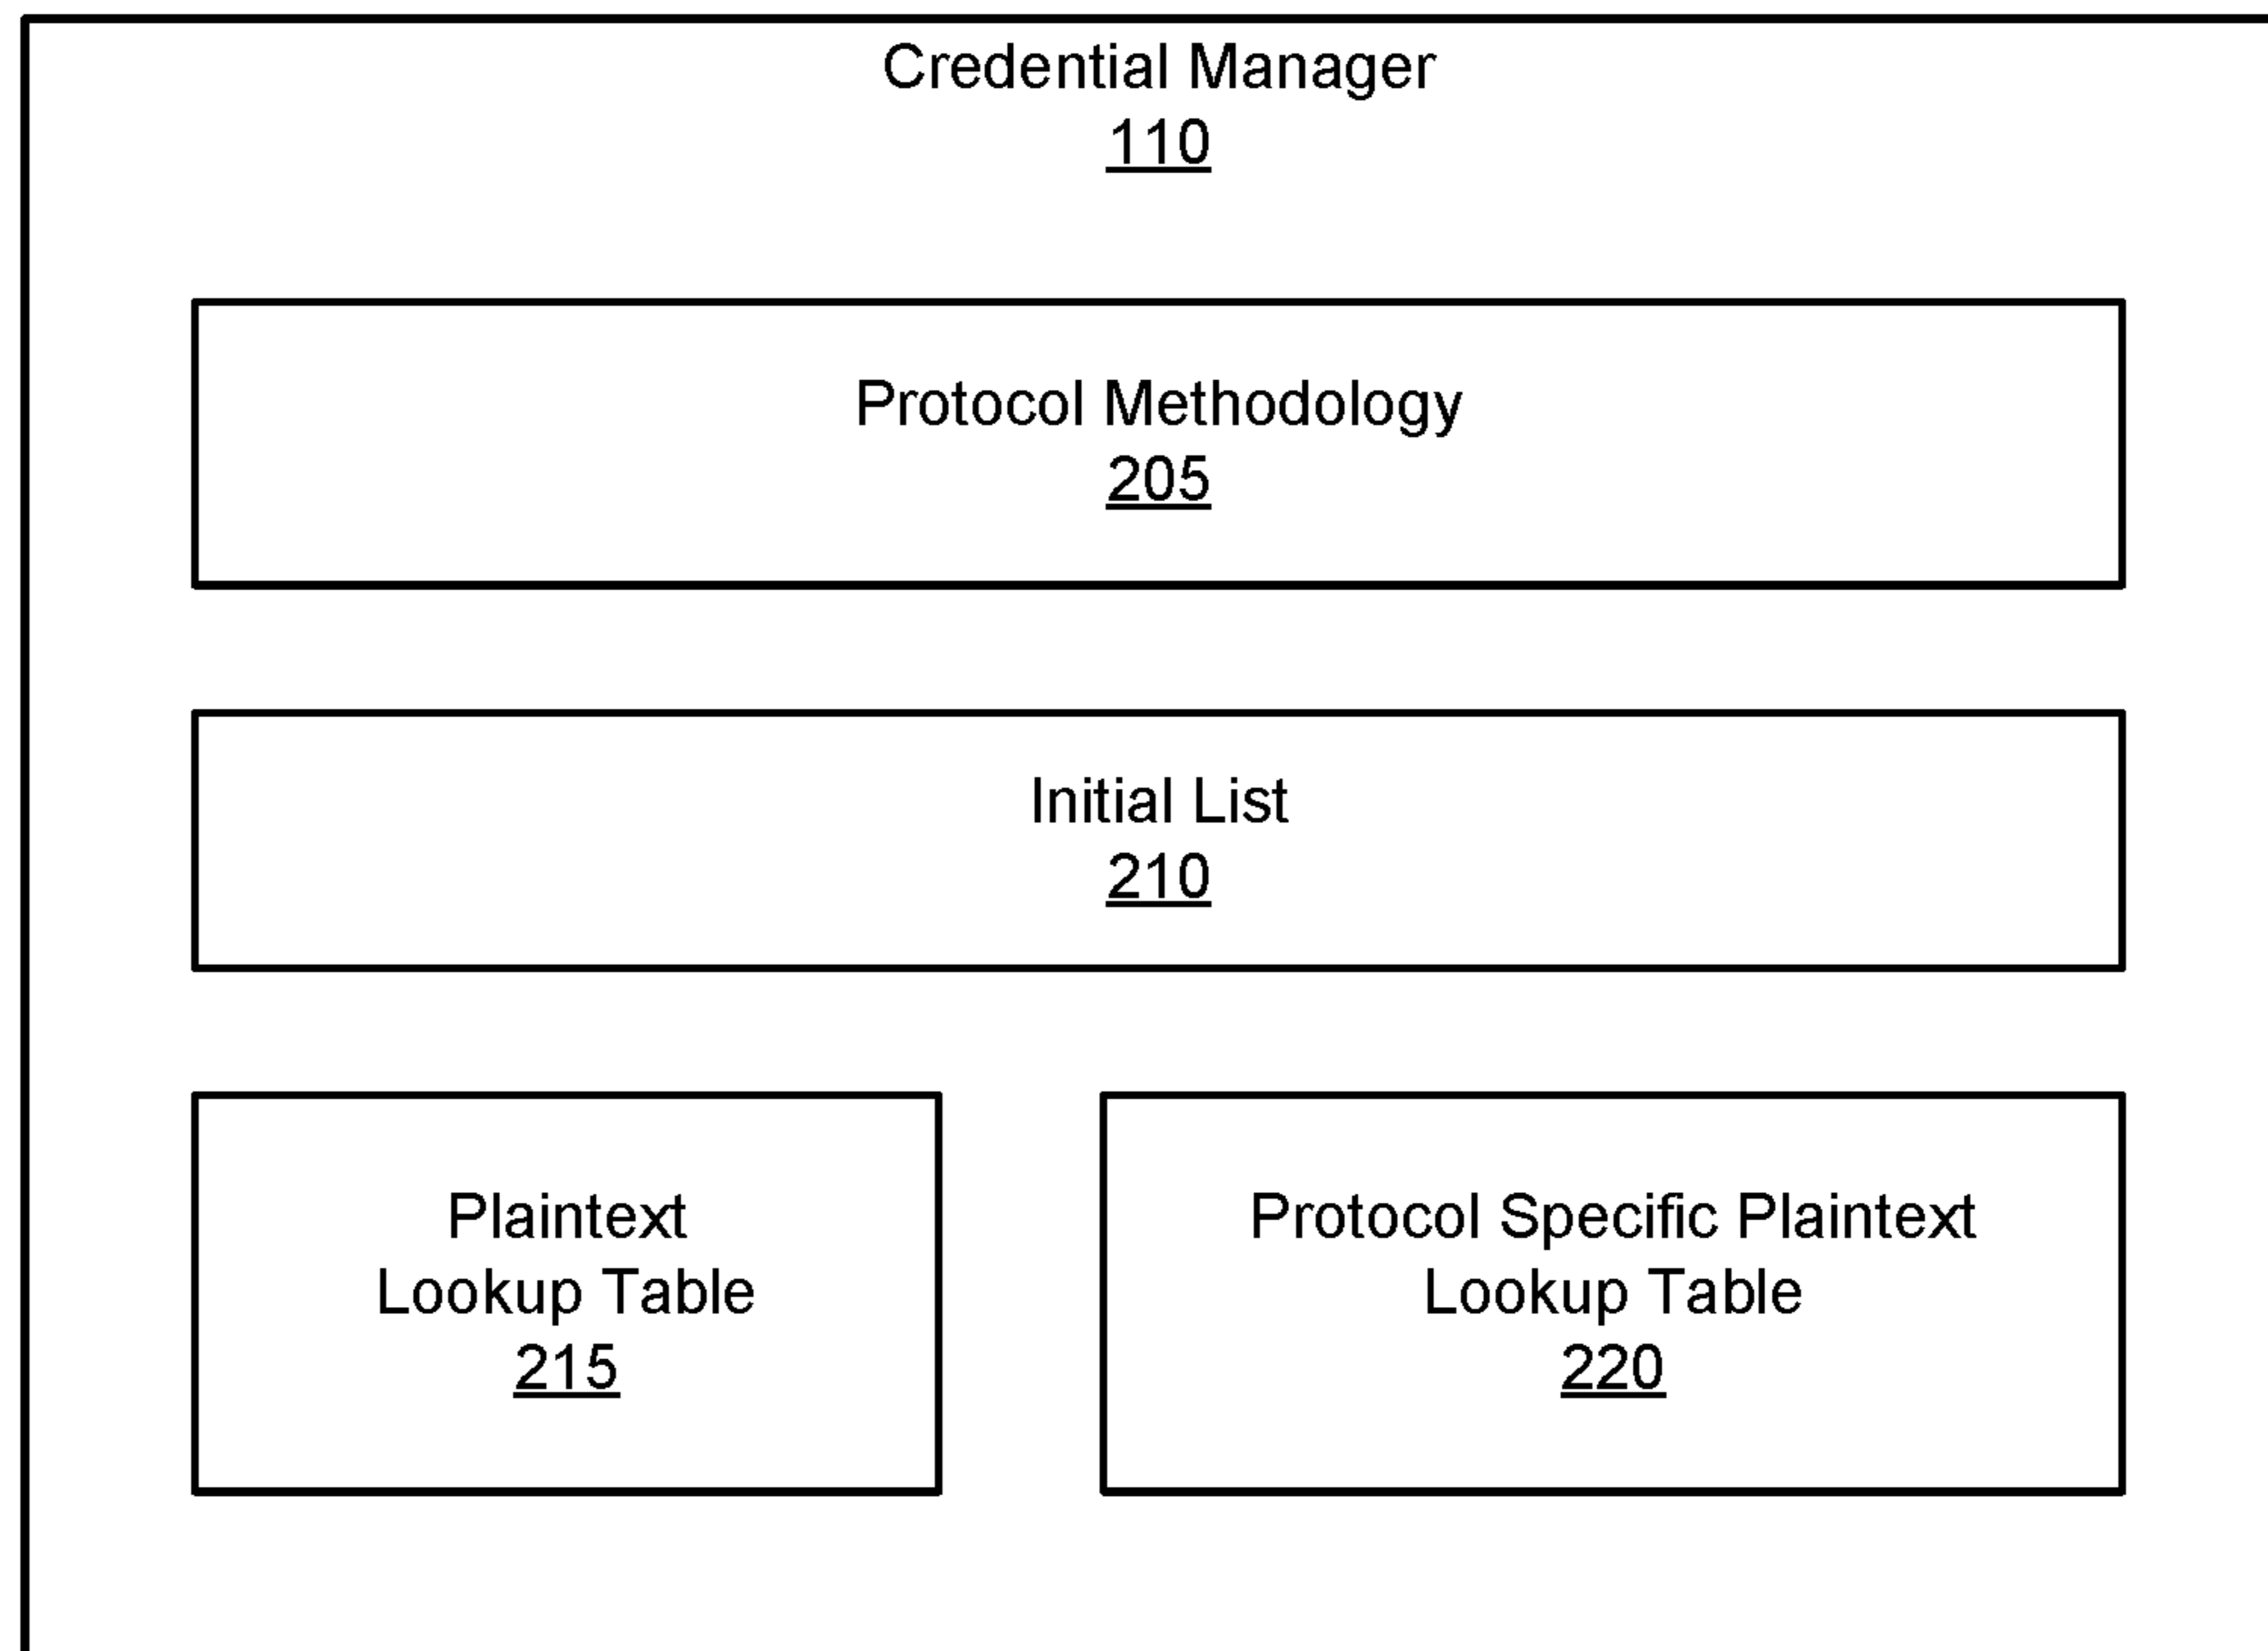 Credential Manager
110
Protocol Methodology
205
Initial List
210
Plaintext
Lookup Table
215
Protocol Specific Plaintext
Lookup Table
220